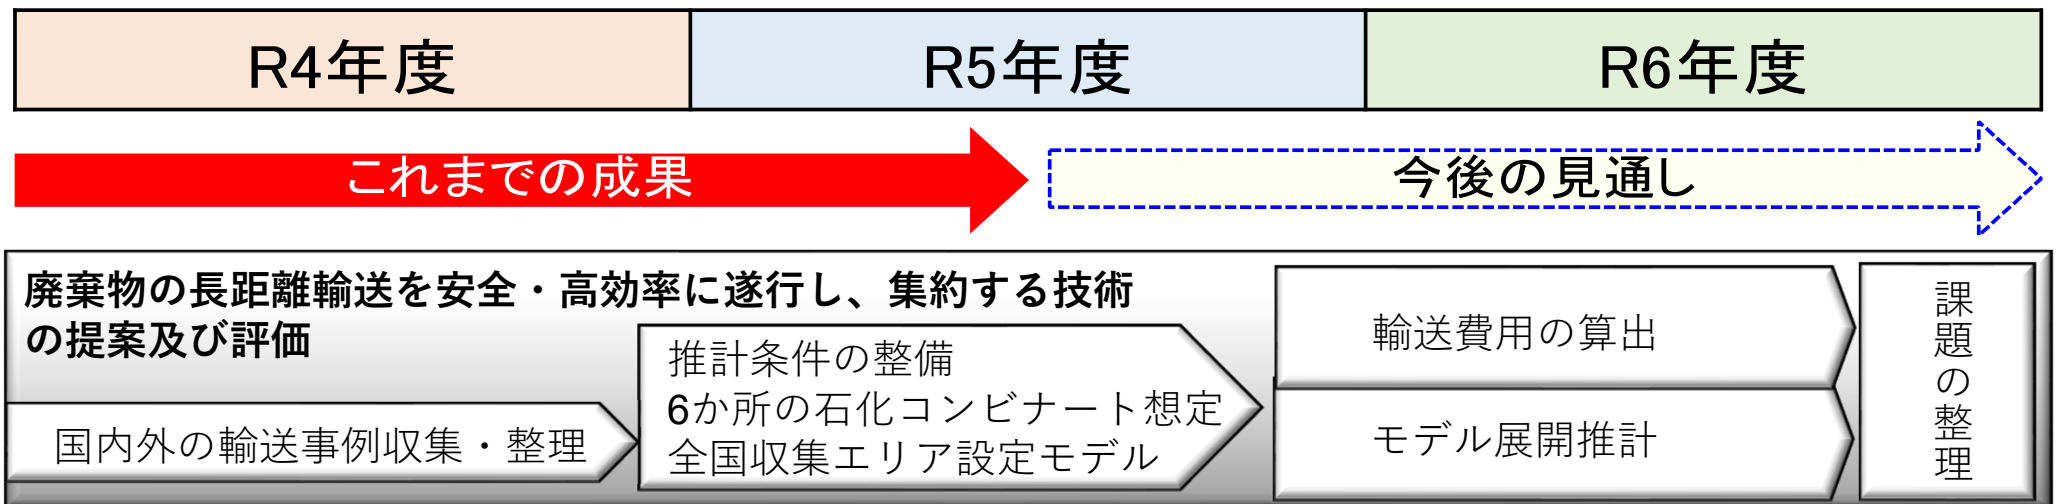 R4年度
R5年度
R6年度
これまでの成果
今後の見通し
廃棄物の長距離輸送を安全・高効率に遂行し、集約する技術
の提案及び評価
国内外の輸送事例収集・整理
推計条件の整備
6か所の石化コンビナート想定
全国収集エリア設定モデル
輸送費用の算出
モデル展開推計
課題の整理